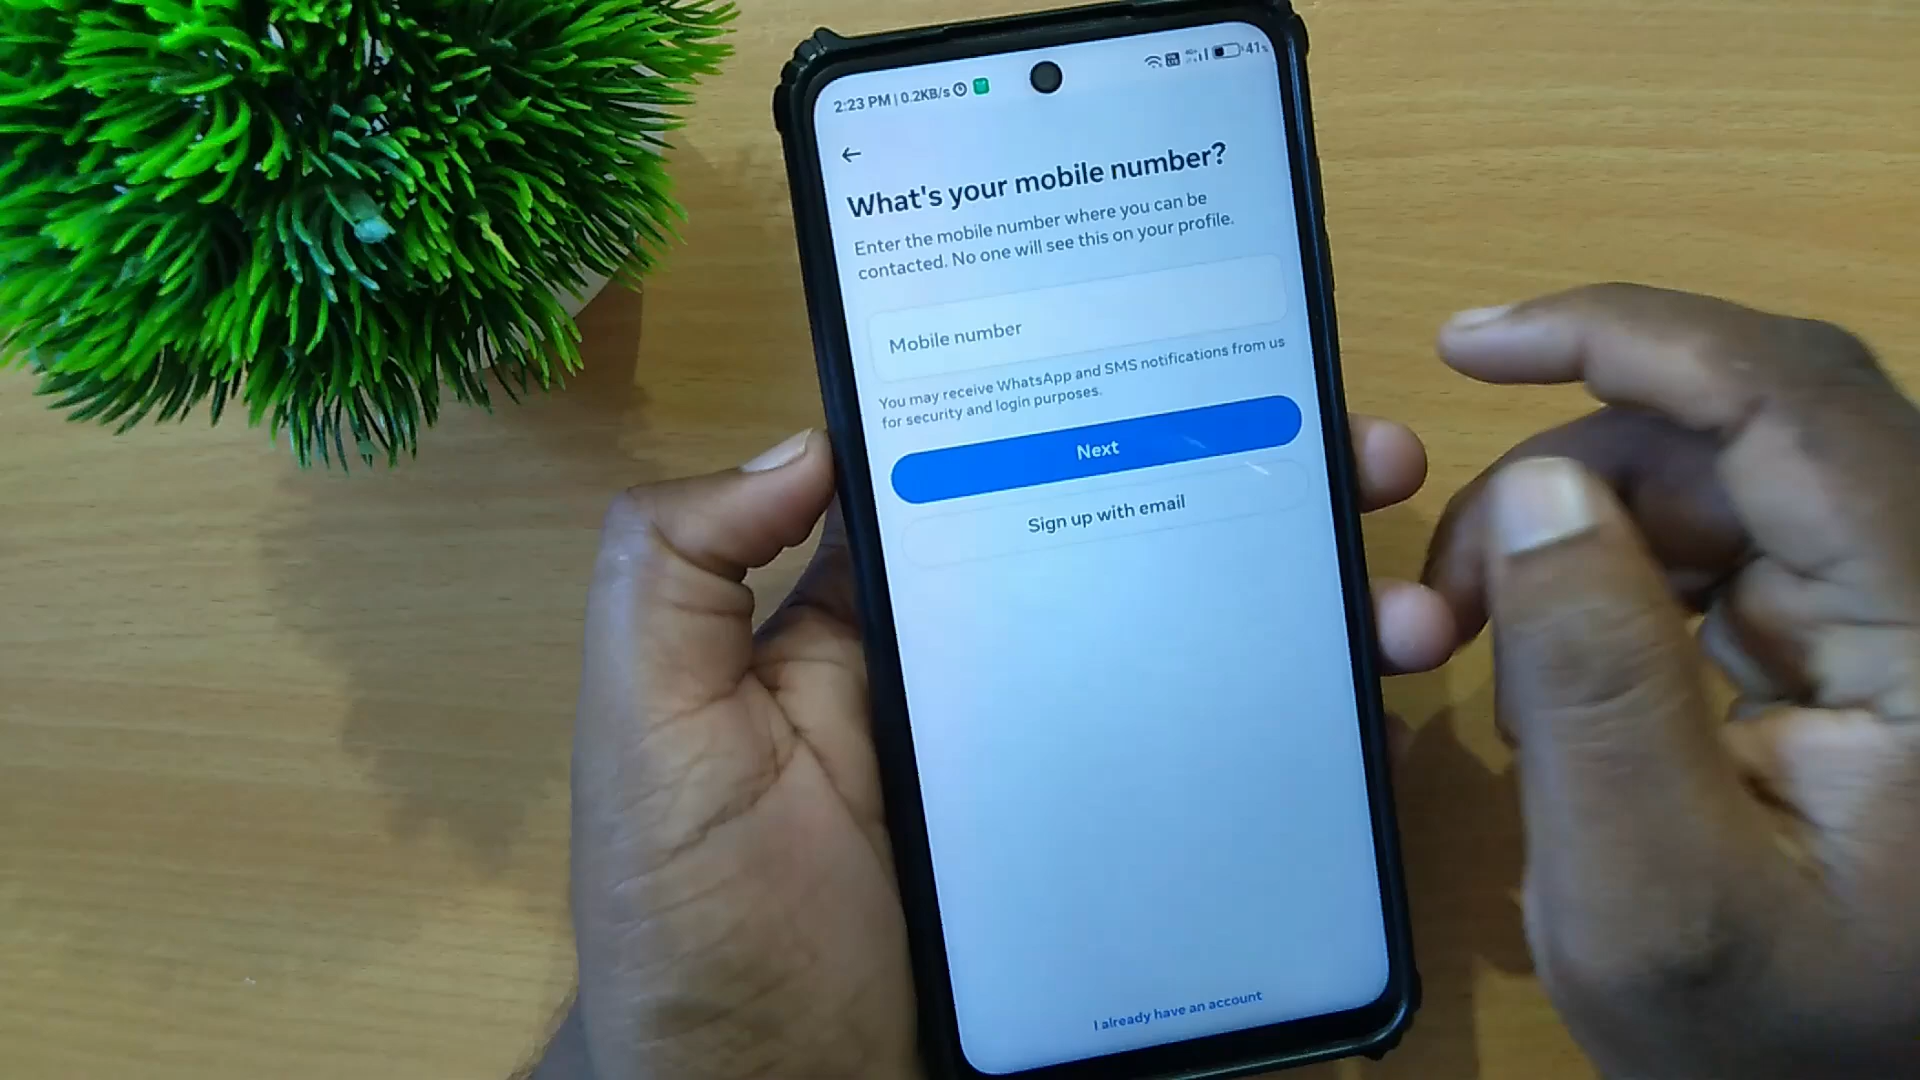 2:23 PM | 0.2KB/s 41%
What's your mobile number?
Enter the mobile number where you can be
contacted. No one will see this on your profile.
Mobile number
You may receive WhatsApp and SMS notifications from us
for security and login purposes.
Next
Sign up with email
I already have an account